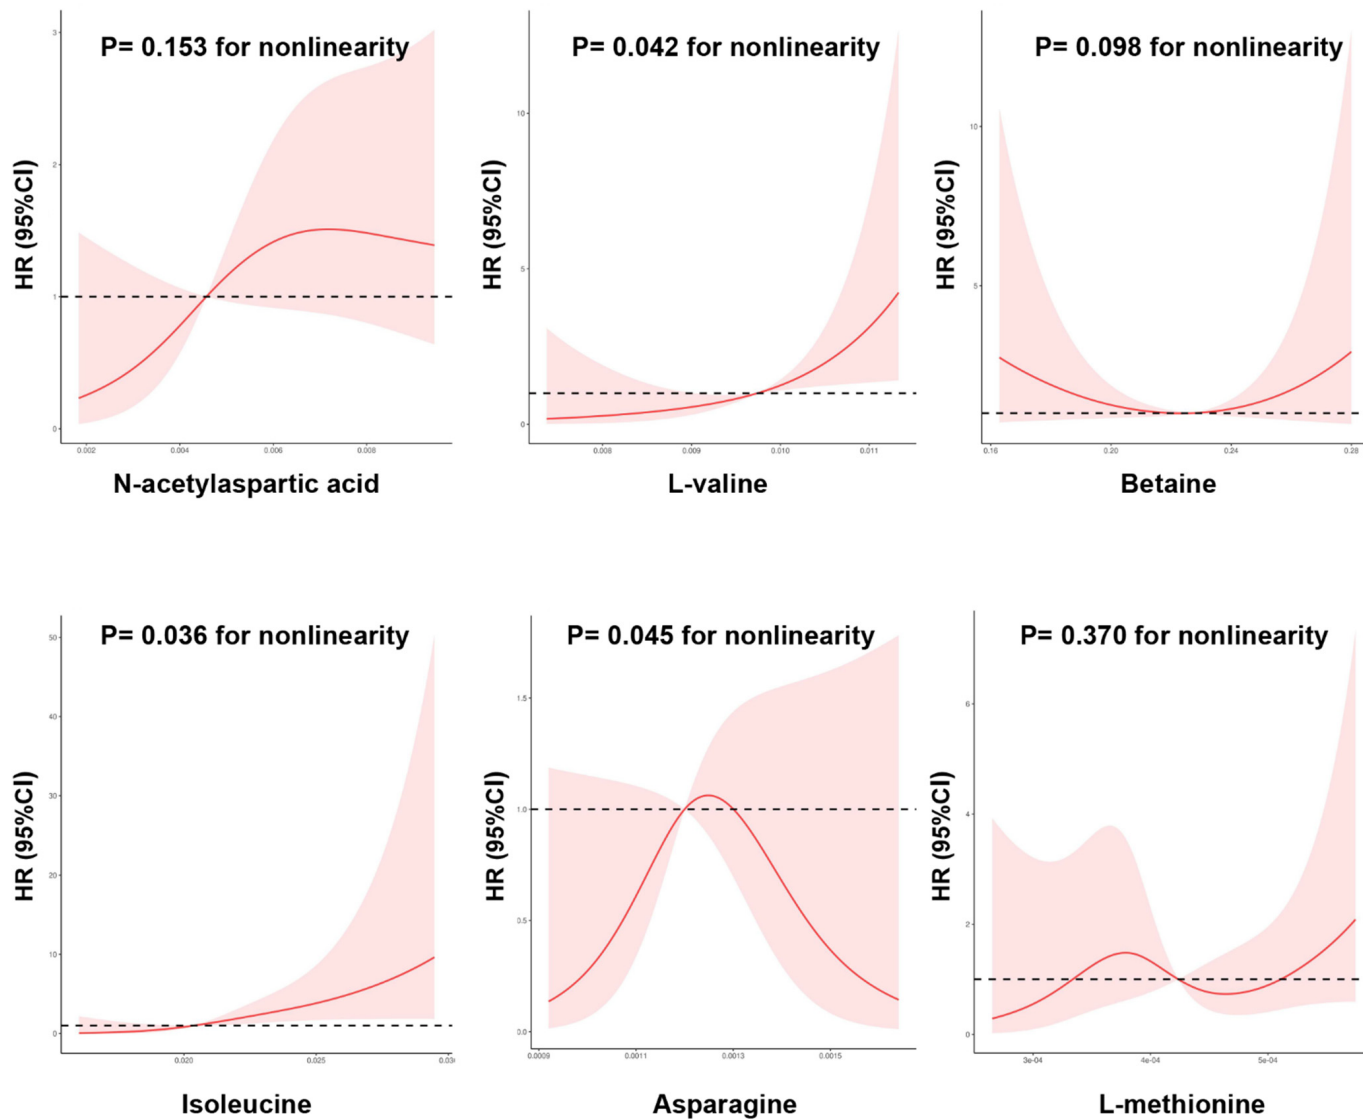 P= 0.153 for nonlinearity
HR (95%CI)
3
2
1
0
0.002 0.004 0.006 0.008
N-acetylaspartic acid
P= 0.042 for nonlinearity
HR (95%CI)
10
5
0
0.008 0.009 0.010 0.011
L-valine
P= 0.098 for nonlinearity
HR (95%CI)
10
5
0.16 0.20 0.24 0.28
Betaine
P= 0.036 for nonlinearity
HR (95%CI)
50
40
30
20
10
0
0.020 0.025 0.030
Isoleucine
P= 0.045 for nonlinearity
HR (95%CI)
1.5
1.0
0.5
0.0
0.0009 0.0011 0.0013 0.0015
Asparagine
P= 0.370 for nonlinearity
HR (95%CI)
6
4
2
0
3e-04 4e-04 5e-04
L-methionine